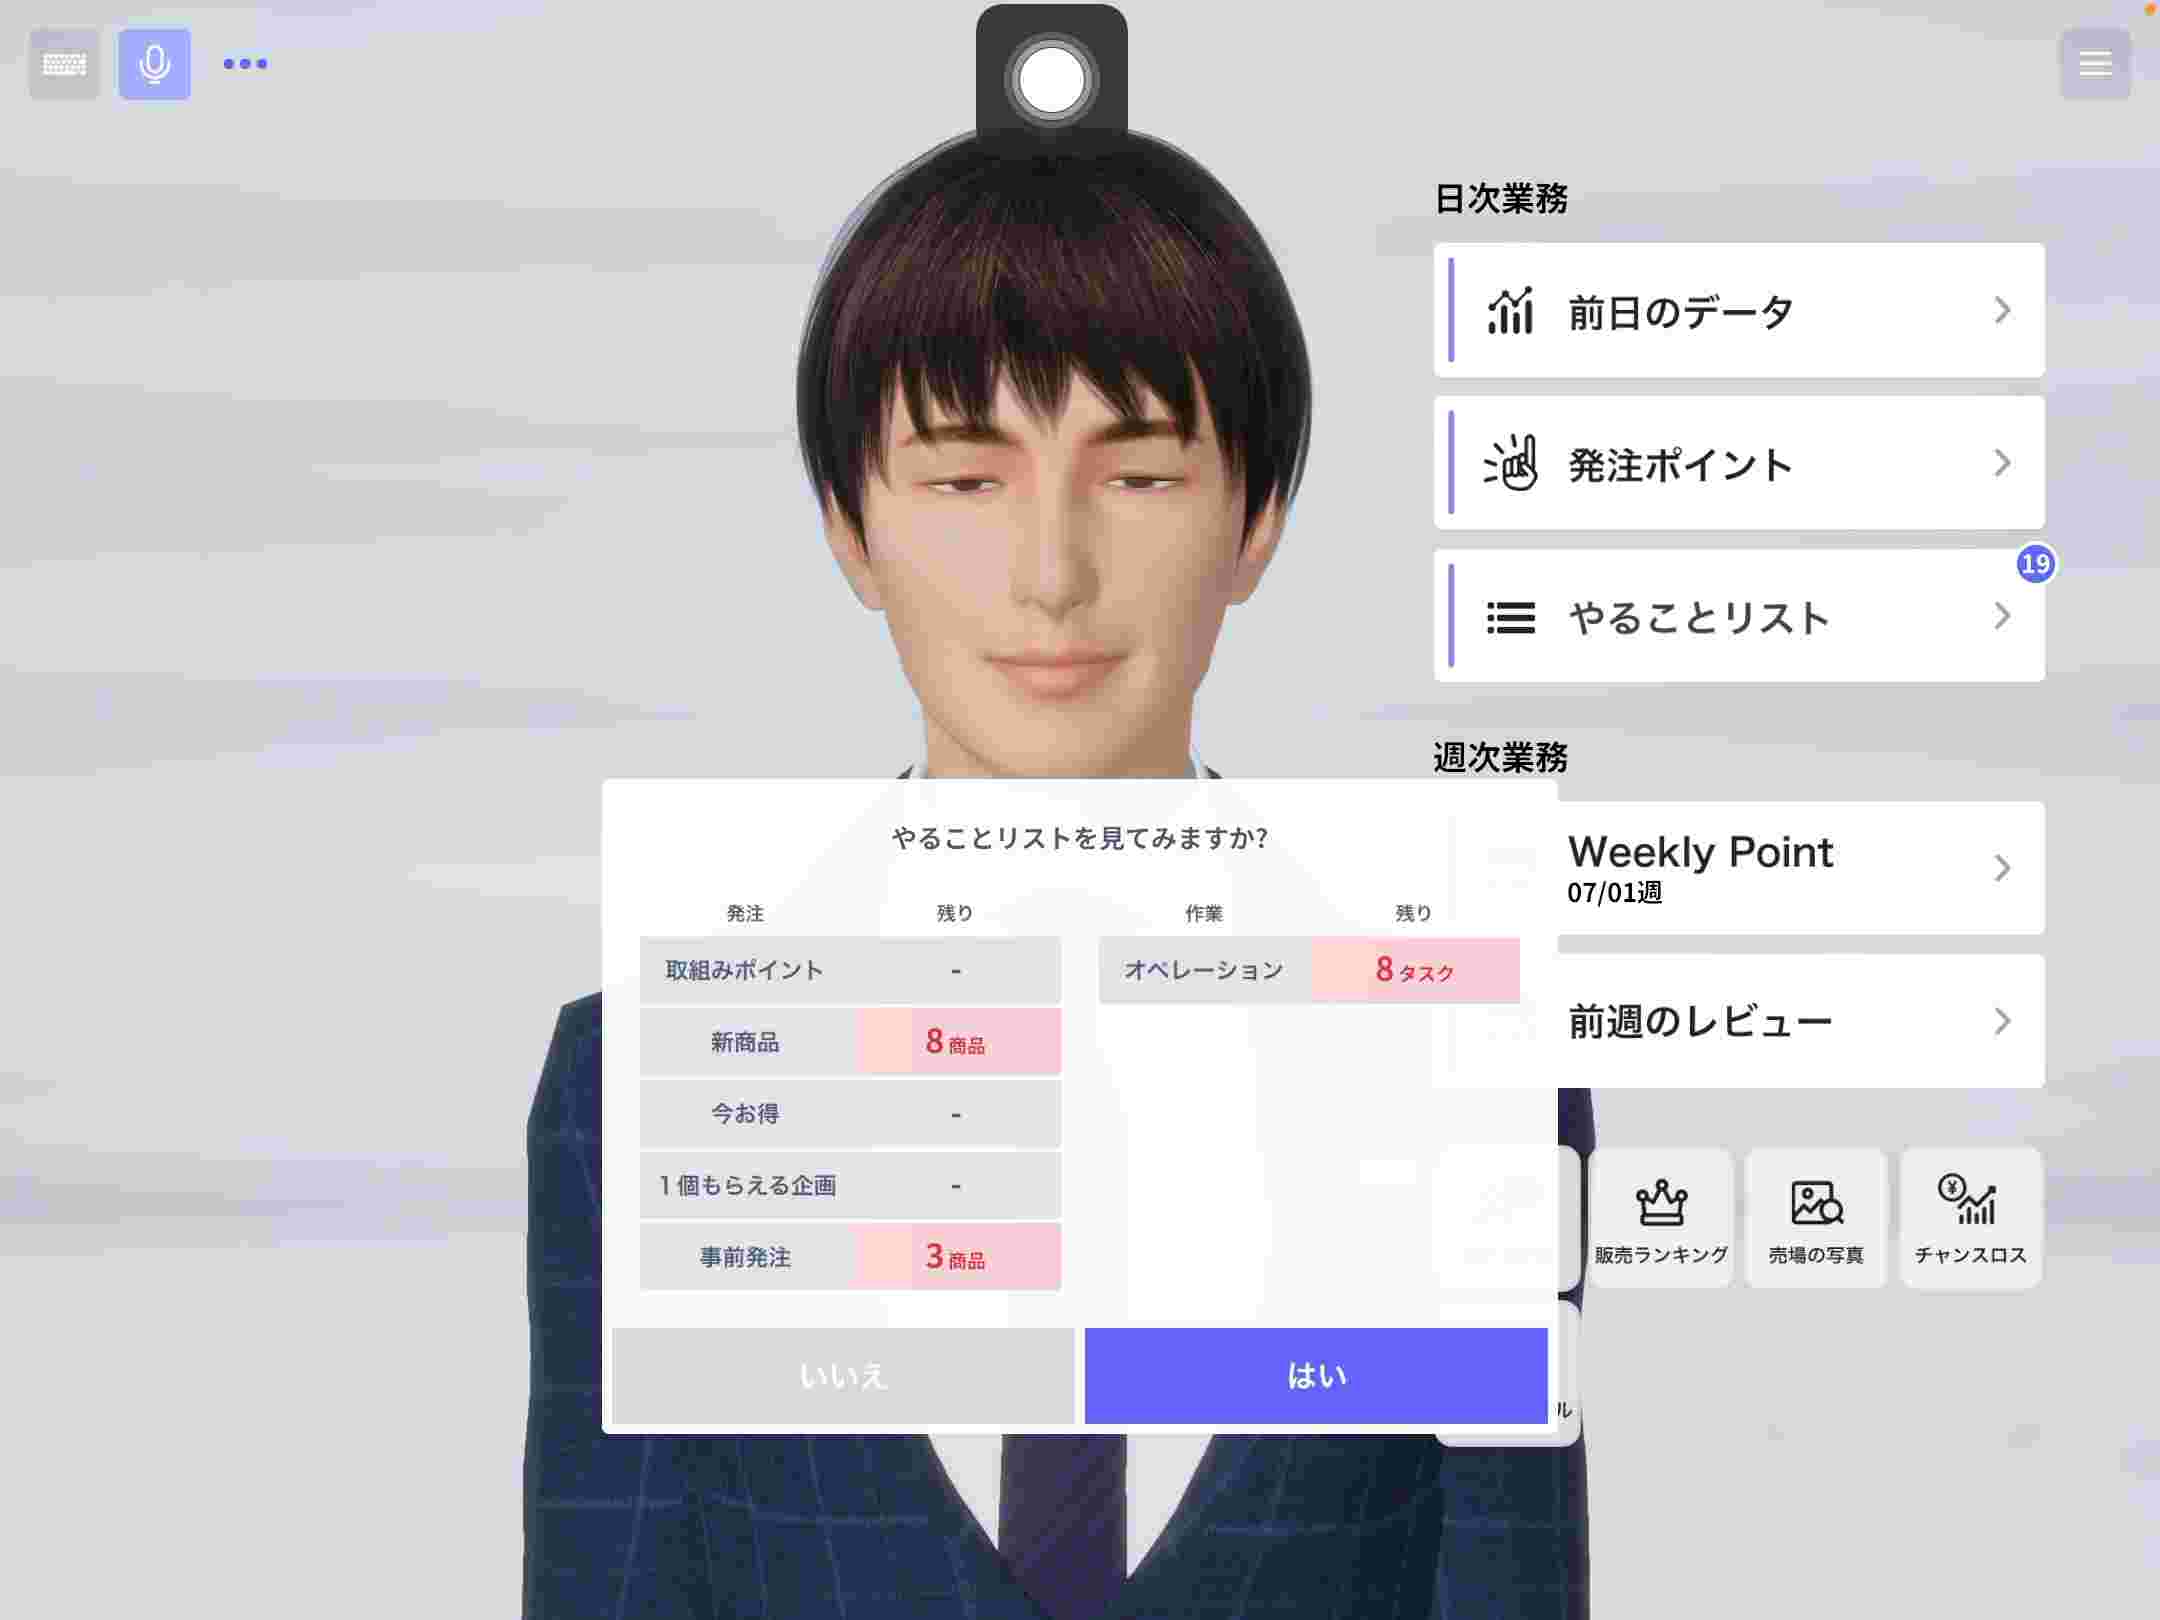 日次業務
前日のデータ
発注ポイント
19
やることリスト
週次業務
Weekly Point
07/01週
前週のレビュー
販売ランキング
売場の写真
チャンスロス
ル
やることリストを見てみますか?
発注 残り
取組みポイント -
新商品 8商品
今お得 -
1個もらえる企画 -
事前発注 3商品
作業 残り
オペレーション 8タスク
いいえ
はい